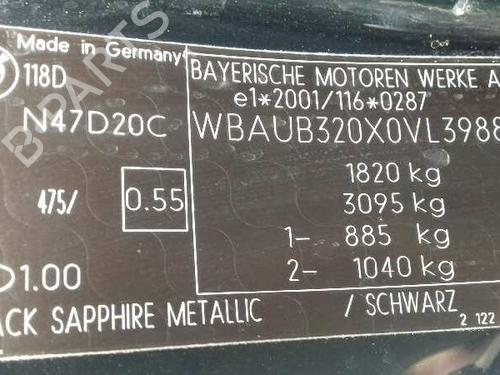 Made in Germany
118D
BAYERISCHE MOTOREN WERKE A
e1*2001/116*0287
N47D20C
WBAUB320X0VL3988
1820 kg
475/ 0.55
3095 kg
1– 885 kg
1.00
2– 1040 kg
ACK SAPPHIRE METALLIC / SCHWARZ
2 122
B-PARTS